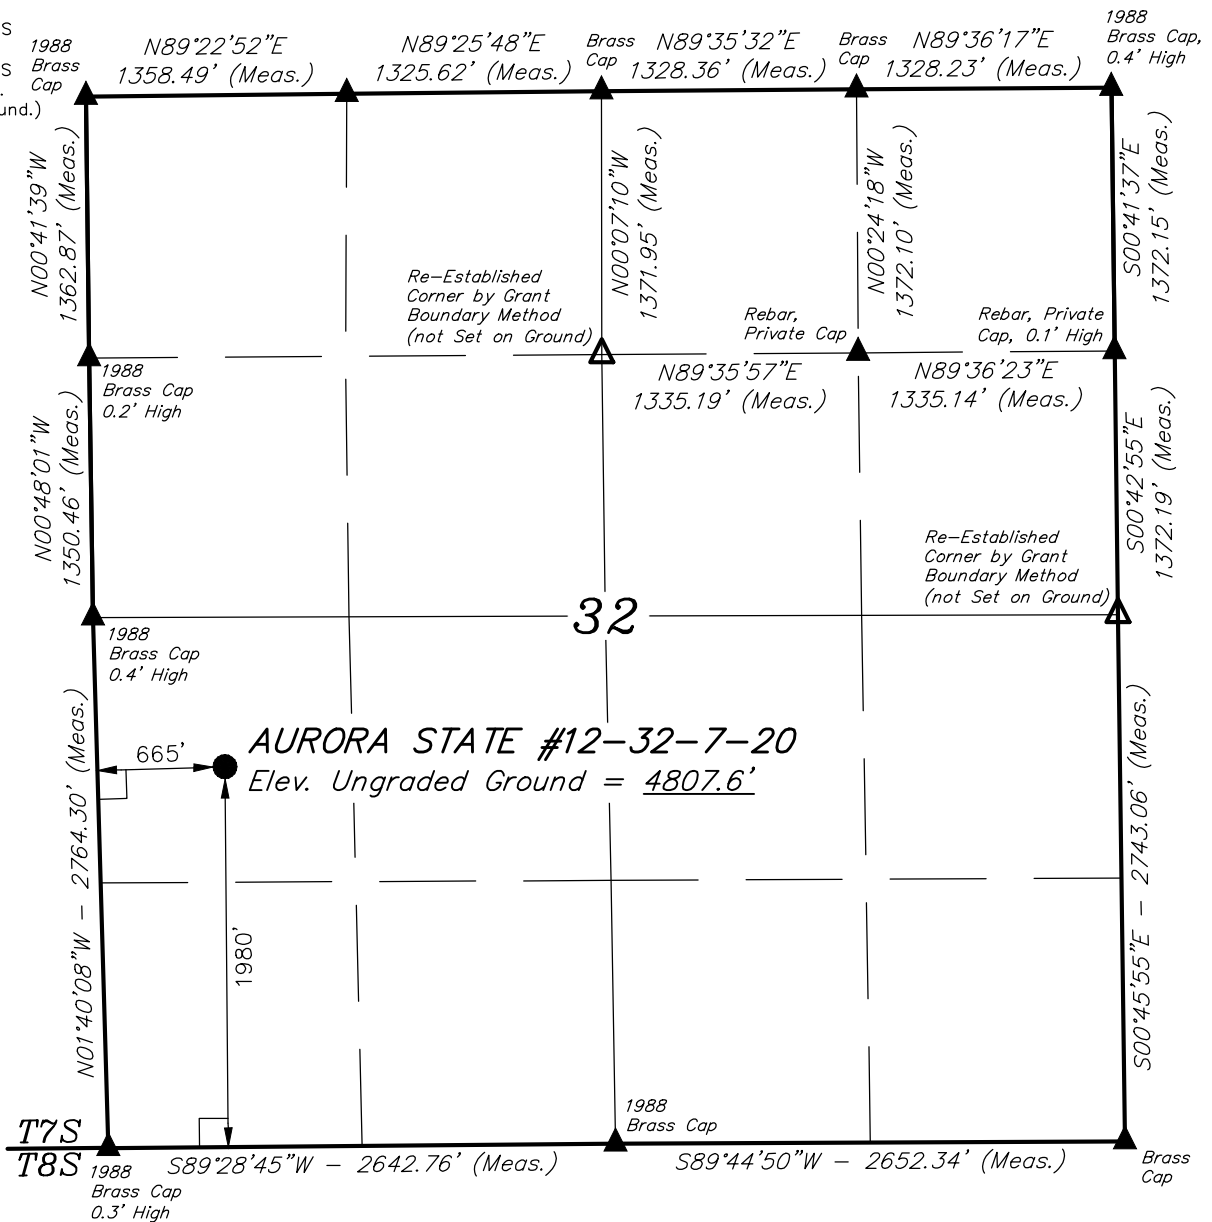 S
S
.
und.)
1988
Brass
Cap
N89°22'52"E
1358.49' (Meas.)
N89°25'48"E
1325.62' (Meas.)
Brass
Cap
N89°35'32"E
1328.36' (Meas.)
Brass
Cap
N89°36'17"E
1328.23' (Meas.)
1988
Brass Cap,
0.4' High
N00°41'39"W
1362.87' (Meas.)
N00°07'10"W
1371.95' (Meas.)
N00°24'18"W
1372.10' (Meas.)
S00°41'37"E
1372.15' (Meas.)
Re-Established
Corner by Grant
Boundary Method
(not Set on Ground)
Rebar,
Private Cap
Rebar, Private
Cap, 0.1' High
1988
Brass Cap
0.2' High
N89°35'57"E
1335.19' (Meas.)
N89°36'23"E
1335.14' (Meas.)
N00°48'01"W
1350.46' (Meas.)
S00°42'55"E
1372.19' (Meas.)
Re-Established
Corner by Grant
Boundary Method
(not Set on Ground)
32
1988
Brass Cap
0.4' High
AURORA STATE #12-32-7-20
Elev. Ungraded Ground = 4807.6'
665'
1980'
N01°40'08"W - 2764.30' (Meas.)
S00°45'55"E - 2743.06' (Meas.)
T7S
T8S
1988
Brass Cap
0.3' High
S89°28'45"W - 2642.76' (Meas.)
1988
Brass Cap
S89°44'50"W - 2652.34' (Meas.)
Brass
Cap